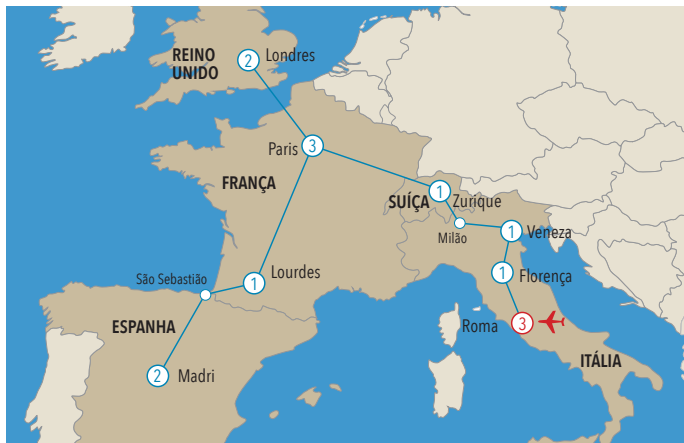 REINO
UNIDO
2
Londres
Paris
3
FRANÇA
SUÍÇA
1
Zurique
Milão
1
Veneza
1
Florença
São Sebastião
1
Lourdes
Roma
3
ESPANHA
ITÁLIA
2
Madri